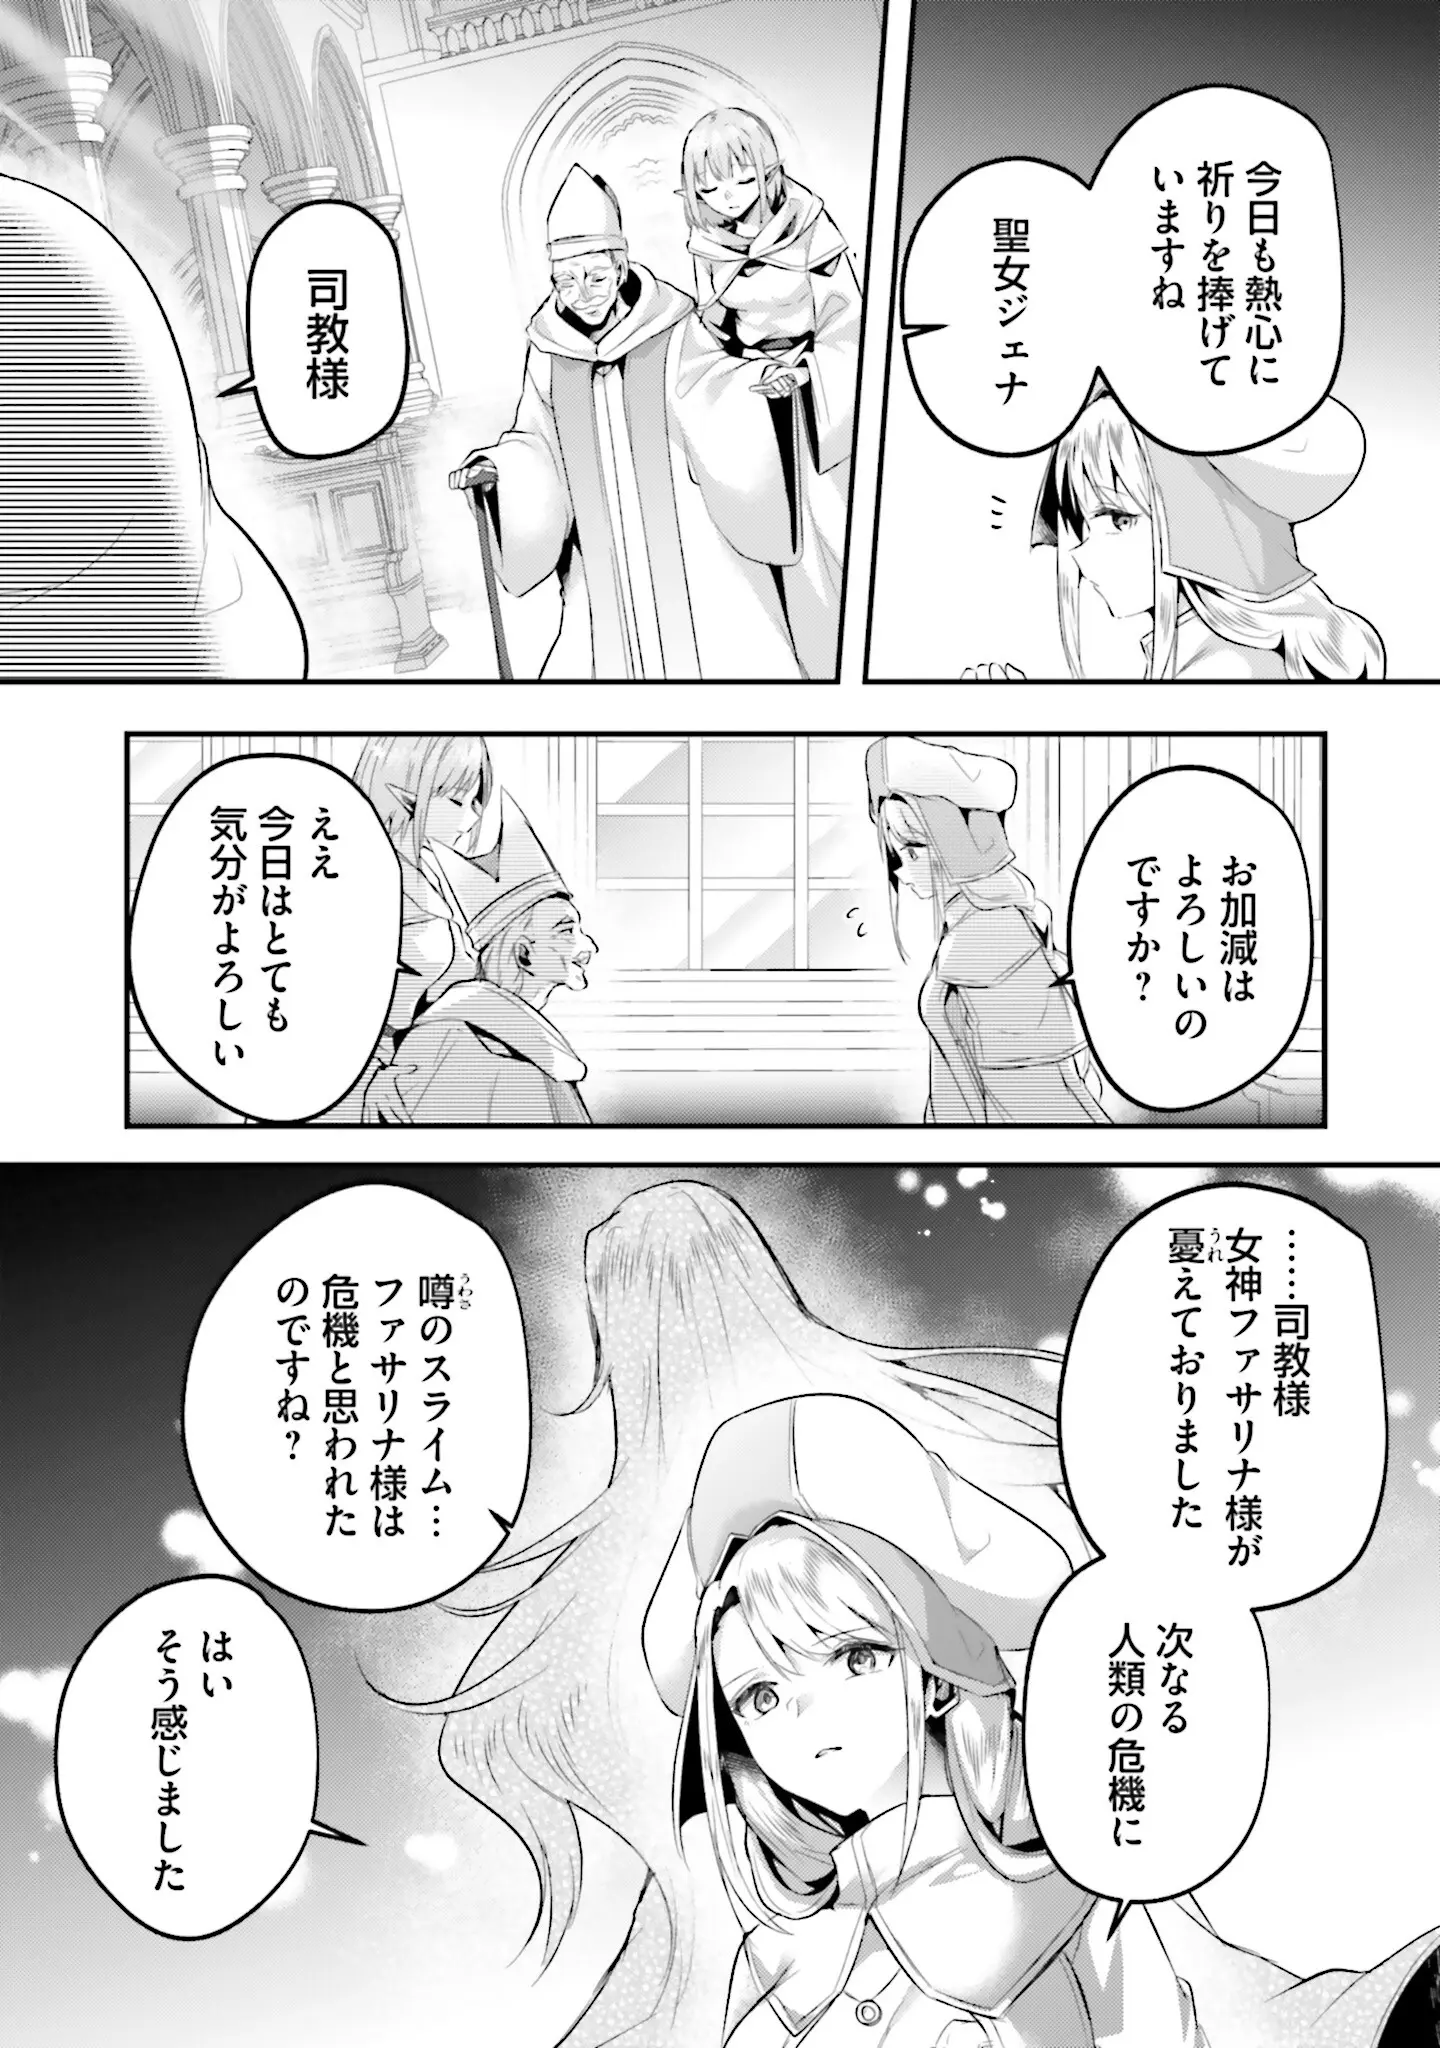 今日も熱心に
祈りを捧げて
いますね
聖女ジェナ
司教様
お加減は
よろしいの
ですか?
ええ
今日はとても
気分がよろしい
……司教様
女神ファサリナ様が
憂えておりました
うれ
次なる
人類の危機に
噂のスライム…
うわさ
ファサリナ様は
危機と思われた
のですね?
はい
そう感じました